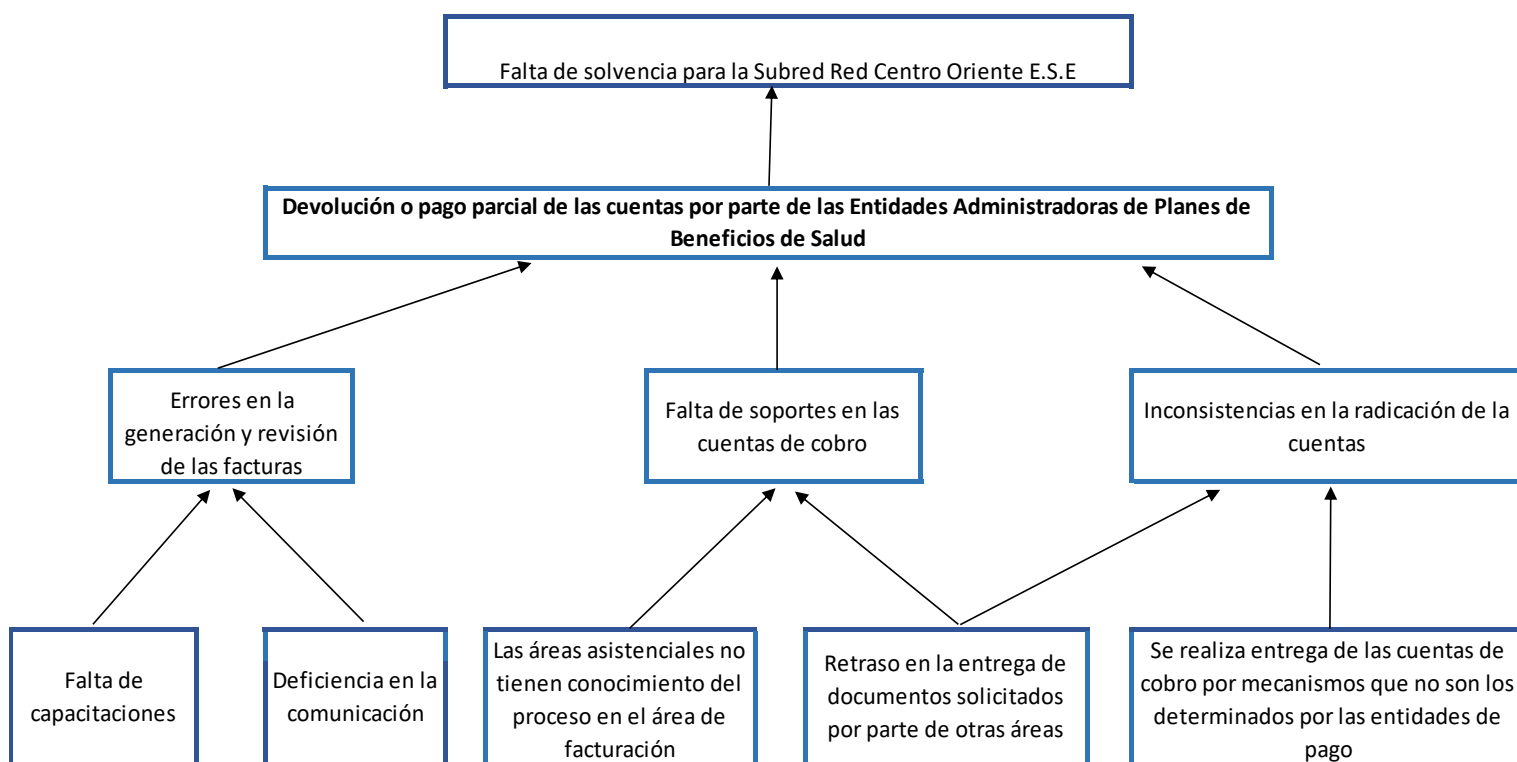 Falta de solvencia para la Subred Red Centro Oriente E.S.E
Devolución o pago parcial de las cuentas por parte de las Entidades Administradoras de Planes de
Beneficios de Salud
Errores en la
generación y revisión
de las facturas
Falta de soportes en las
cuentas de cobro
Inconsistencias en la radicación de la
cuentas
Falta de
capacitaciones
Deficiencia en la
comunicación
Las áreas asistenciales no
tienen conocimiento del
proceso en el área de
facturación
Retraso en la entrega de
documentos solicitados
por parte de otras áreas
Se realiza entrega de las cuentas de
cobro por mecanismos que no son los
determinados por las entidades de
pago